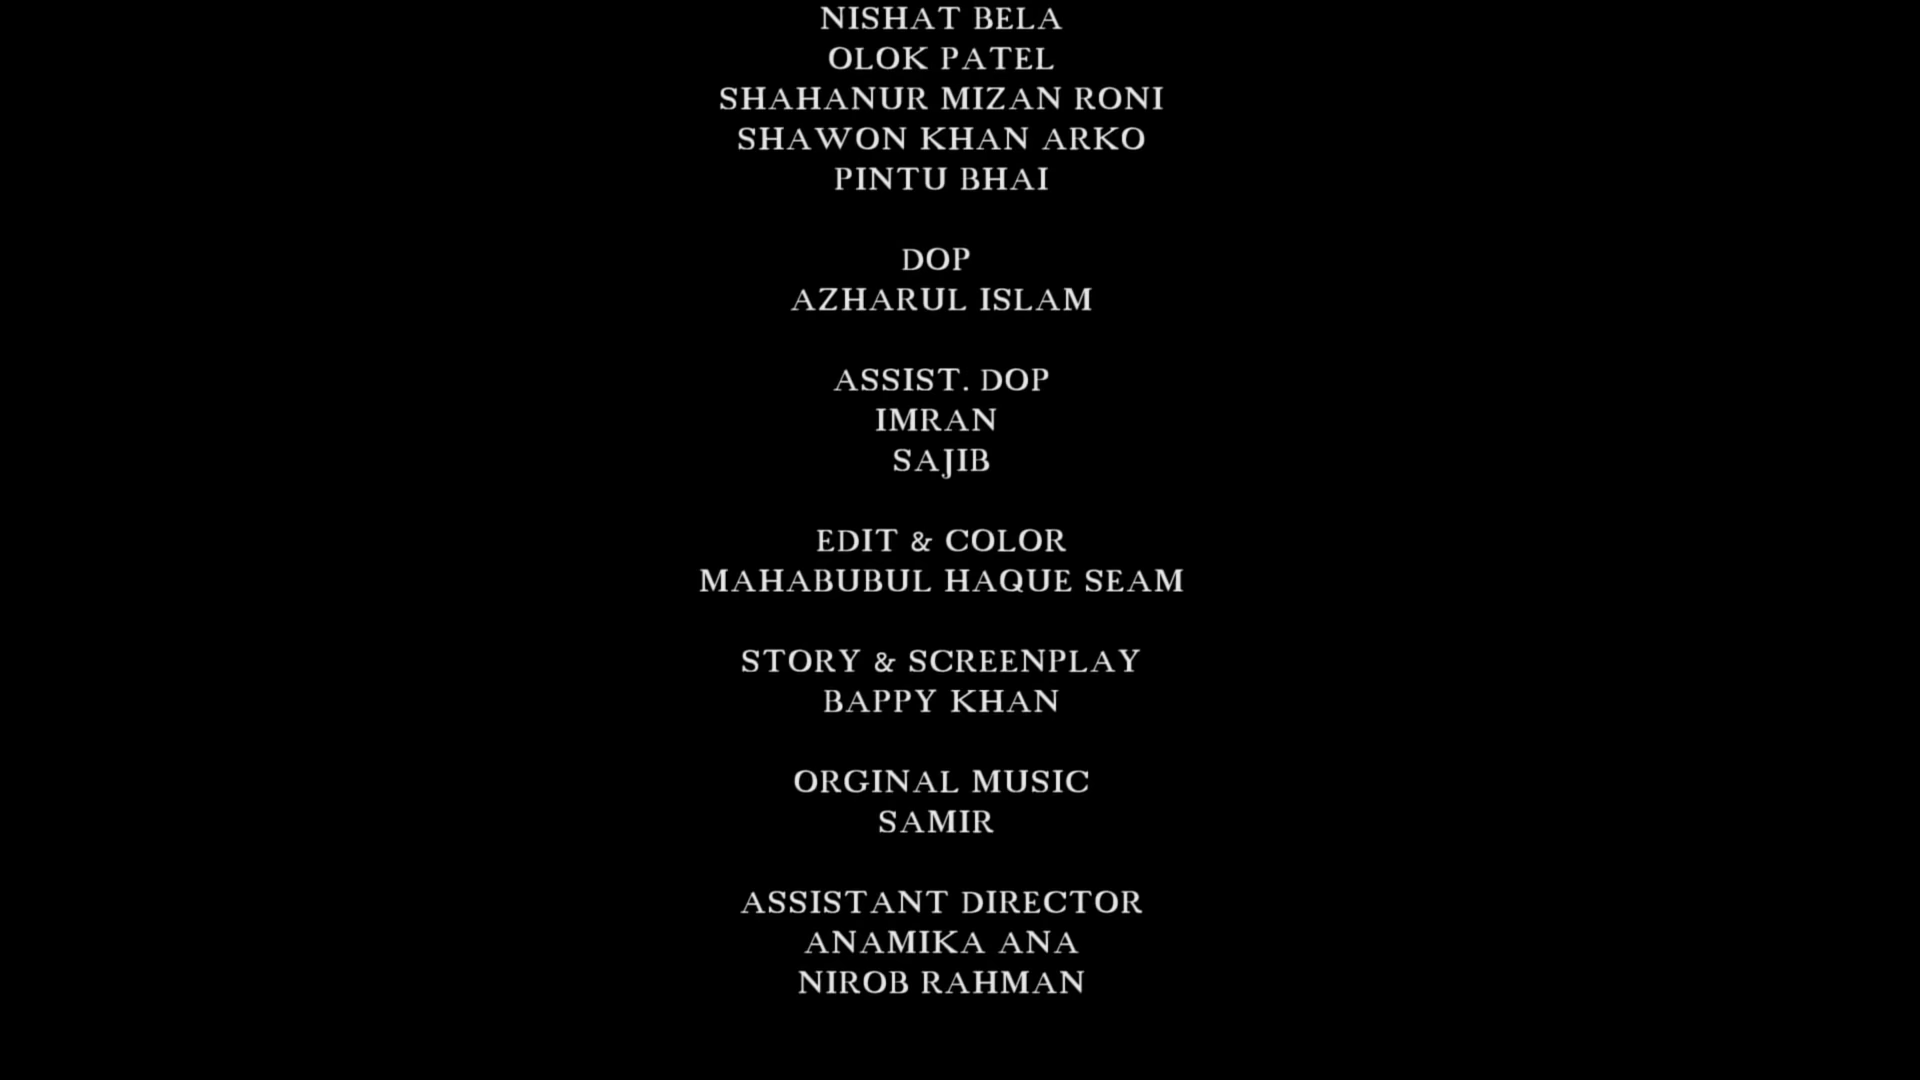 NISHAT BELA
OLOK PATEL
SHAHANUR MIZAN RONI
SHAWON KHAN ARKO
PINTU BHAI
DOP
AZHARUL ISLAM
ASSIST. DOP
IMRAN
SAJIB
EDIT & COLOR
MAHABUBUL HAQUE SEAM
STORY & SCREENPLAY
BAPPY KHAN
ORGINAL MUSIC
SAMIR
ASSISTANT DIRECTOR
ANAMIKA ANA
NIROB RAHMAN